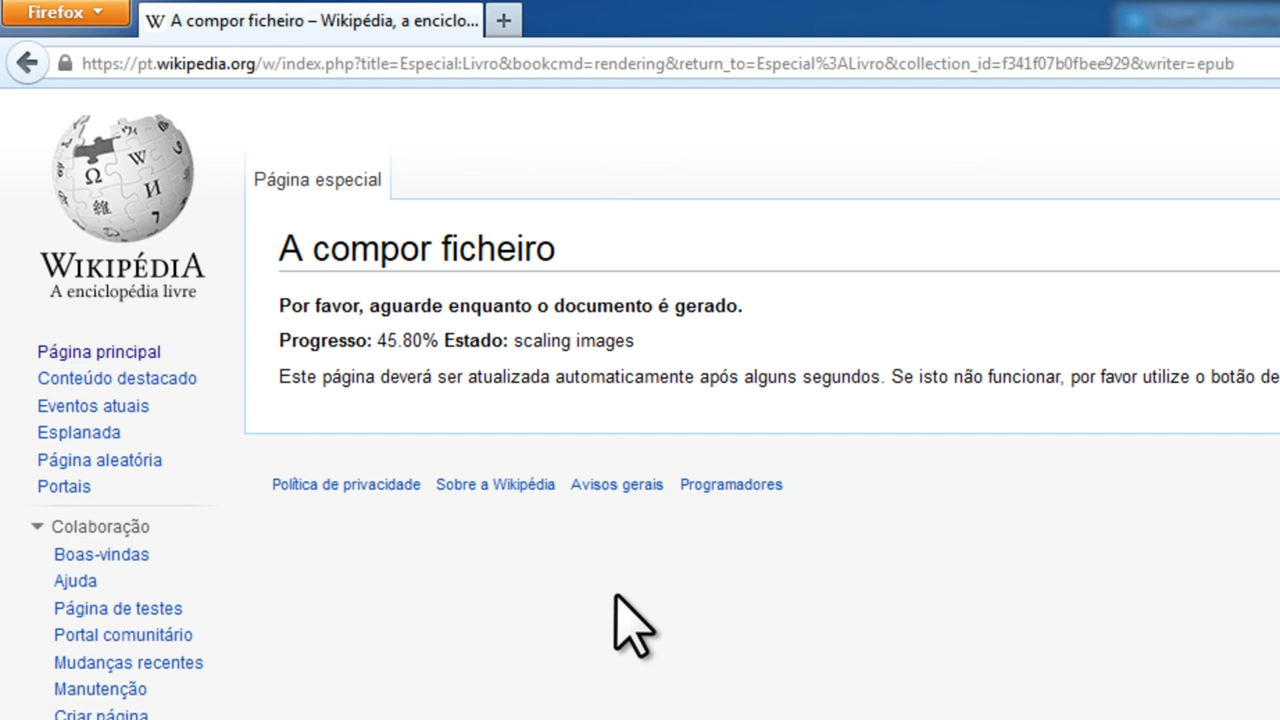 Firefox
A compor ficheiro – Wikipédia, a enciclo...
https://pt.wikipedia.org/w/index.php?title=Especial:Livro&bookcmd=rendering&return_to=Especial%3ALivro&collection_id=f341f07b0fbee929&writer=epub
WIKIPÉDIA
A enciclopédia livre
Página especial
A compor ficheiro
Por favor, aguarde enquanto o documento é gerado.
Progresso: 45.80% Estado: scaling images
Este página deverá ser atualizada automaticamente após alguns segundos. Se isto não funcionar, por favor utilize o botão de
Política de privacidade Sobre a Wikipédia Avisos gerais Programadores
Página principal
Conteúdo destacado
Eventos atuais
Esplanada
Página aleatória
Portais
Colaboração
Boas-vindas
Ajuda
Página de testes
Portal comunitário
Mudanças recentes
Manutenção
Criar página